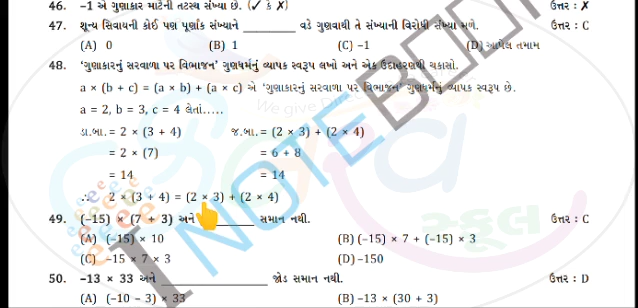 46. -1 એ ગુણાકાર માટેની તટસ્થ સંખ્યા છે. (✓ કે ✗) ઉત્તર : ✗
47. શૂન્ય સિવાયની કોઈ પણ પૂર્ણાંક સંખ્યાને ________ વડે ગુણવાથી તે સંખ્યાની વિરોધી સંખ્યા મળે. ઉત્તર : C
(A) 0 (B) 1 (C) -1 (D) આપેલ તમામ
48. 'ગુણાકારનું સરવાળા પર વિભાજન' ગુણધર્મનું વ્યાપક સ્વરૂપ લખો અને એક ઉદાહરણથી ચકાસો.
a × (b + c) = (a × b) + (a × c) એ 'ગુણાકારનું સરવાળા પર વિભાજન' ગુણધર્મનું વ્યાપક સ્વરૂપ છે.
a = 2, b = 3, c = 4 લેતાં.....
ડા.બા. = 2 × (3 + 4) જ.બા. = (2 × 3) + (2 × 4)
= 2 × (7) = 6 + 8
= 14 = 14
∴ 2 × (3 + 4) = (2 × 3) + (2 × 4)
49. (-15) × (7 + 3) અને ________ સમાન નથી. ઉત્તર : C
(A) (-15) × 10 (B) (-15) × 7 + (-15) × 3
(C) -15 × 7 × 3 (D) -150
50. -13 × 33 અને ________ જોડ સમાન નથી. ઉત્તર : D
(A) (-10 - 3) × 33 (B) -13 × (30 + 3)
I NOTEBOOK
We give Direc
સ્કૂલ